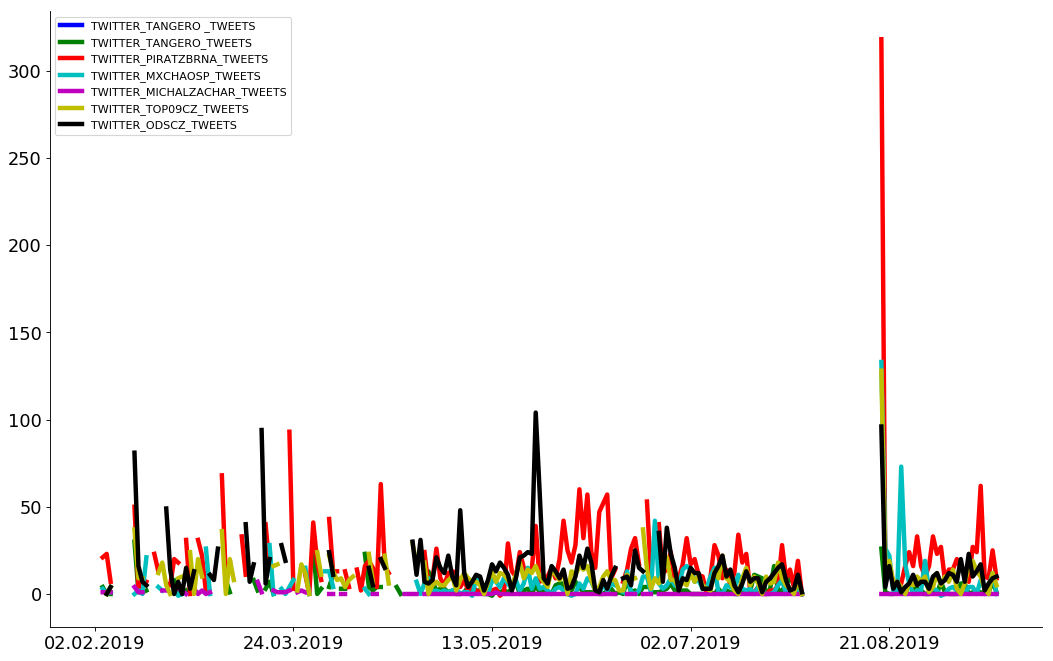 TWITTER_TANGERO _TWEETS
TWITTER_TANGERO_TWEETS
TWITTER_PIRATZBRNA_TWEETS
TWITTER_MXCHAOSP_TWEETS
TWITTER_MICHALZACHAR_TWEETS
TWITTER_TOP09CZ_TWEETS
TWITTER_ODSCZ_TWEETS
300
250
200
150
100
50
0
02.02.2019 24.03.2019 13.05.2019 02.07.2019 21.08.2019